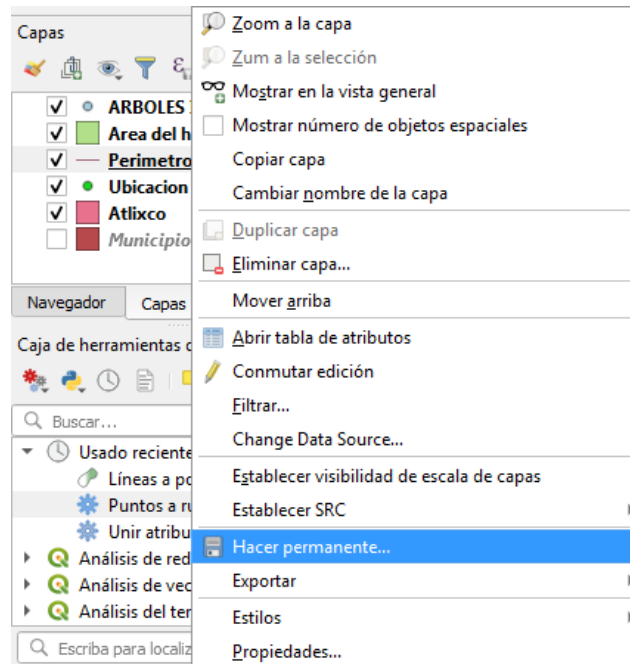 Capas
ARBOLES
Area del h
Perimetro
Ubicacion
Atlixco
Municipio
Navegador Capas
Caja de herramientas
Buscar...
Usado reciente
Líneas a po
Puntos a ru
Unir atribu
Análisis de red
Análisis de vec
Análisis del ter
Escriba para localiz
Zoom a la capa
Zum a la selección
Mostrar en la vista general
Mostrar número de objetos espaciales
Copiar capa
Cambiar nombre de la capa
Duplicar capa
Eliminar capa...
Mover arriba
Abrir tabla de atributos
Conmutar edición
Filtrar...
Change Data Source...
Establecer visibilidad de escala de capas
Establecer SRC
Hacer permanente...
Exportar
Estilos
Propiedades...